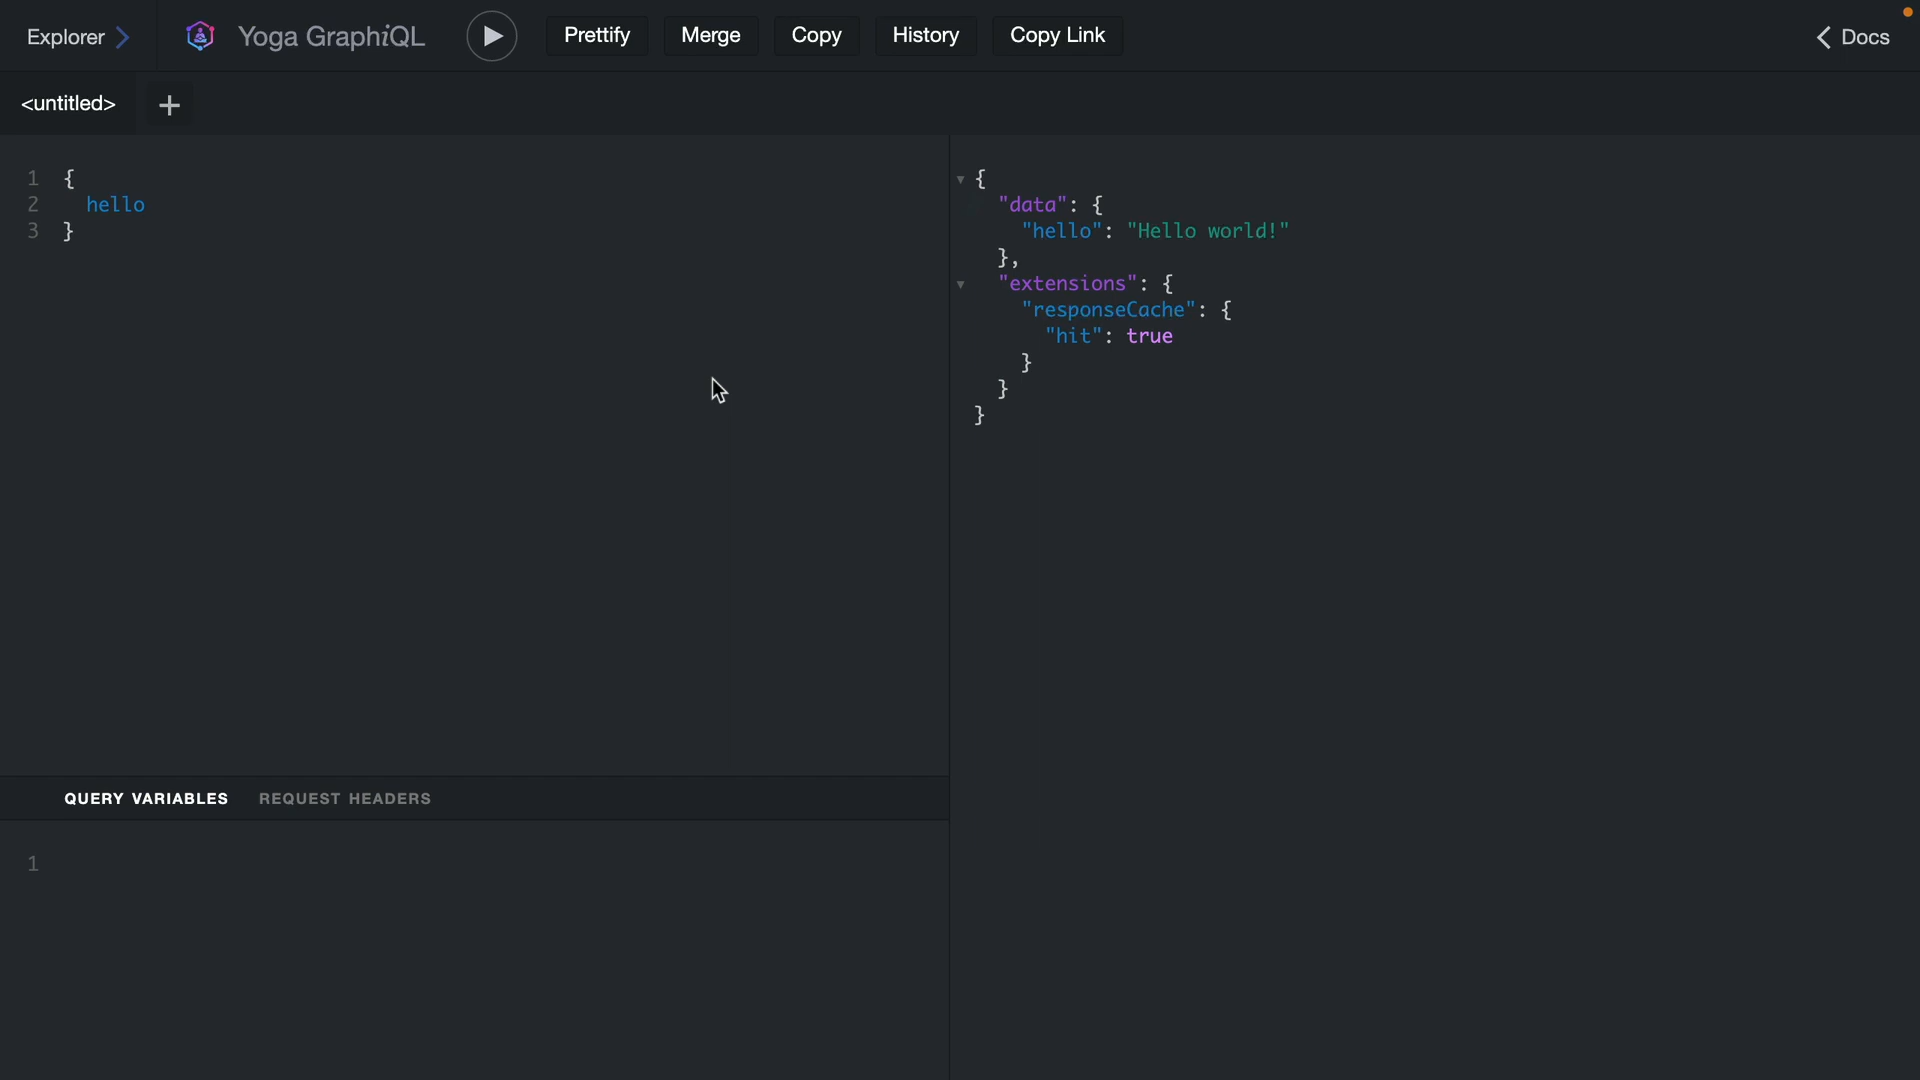 Explorer
Yoga GraphiQL
Prettify
Merge
Copy
History
Copy Link
Docs
<untitled>
1 {
2 hello
3 }
{
"data": {
"hello": "Hello world!"
},
"extensions": {
"responseCache": {
"hit": true
}
}
}
QUERY VARIABLES REQUEST HEADERS
1